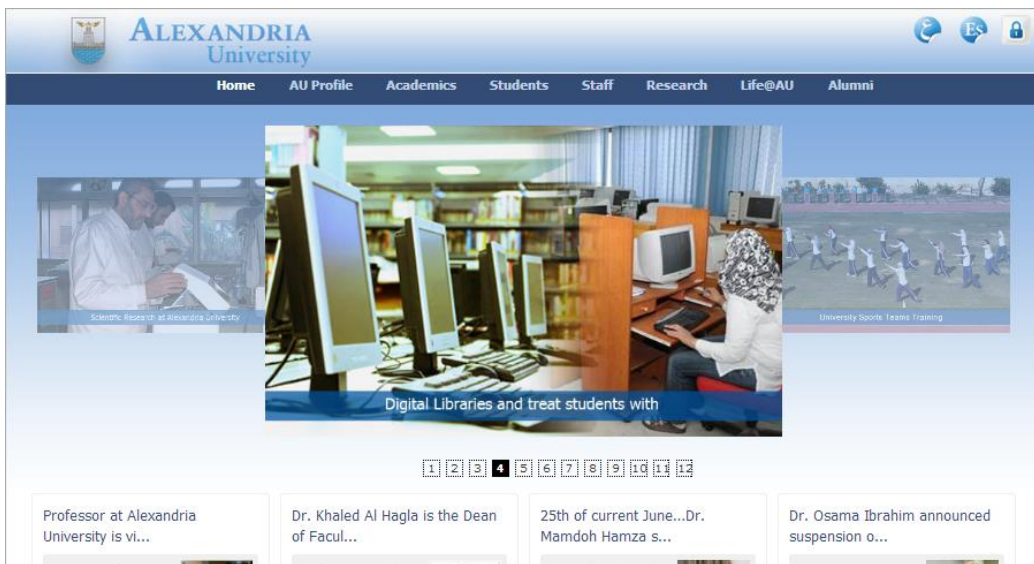 ALEXANDRIA
University
ع
Es
Home AU Profile Academics Students Staff Research Life@AU Alumni
Scientific Research at Alexandria University
Digital Libraries and treat students with
University Sports Teams Training
1 2 3 4 5 6 7 8 9 10 11 12
Professor at Alexandria
University is vi...
Dr. Khaled Al Hagla is the Dean
of Facul...
25th of current June...Dr.
Mamdoh Hamza s...
Dr. Osama Ibrahim announced
suspension o...